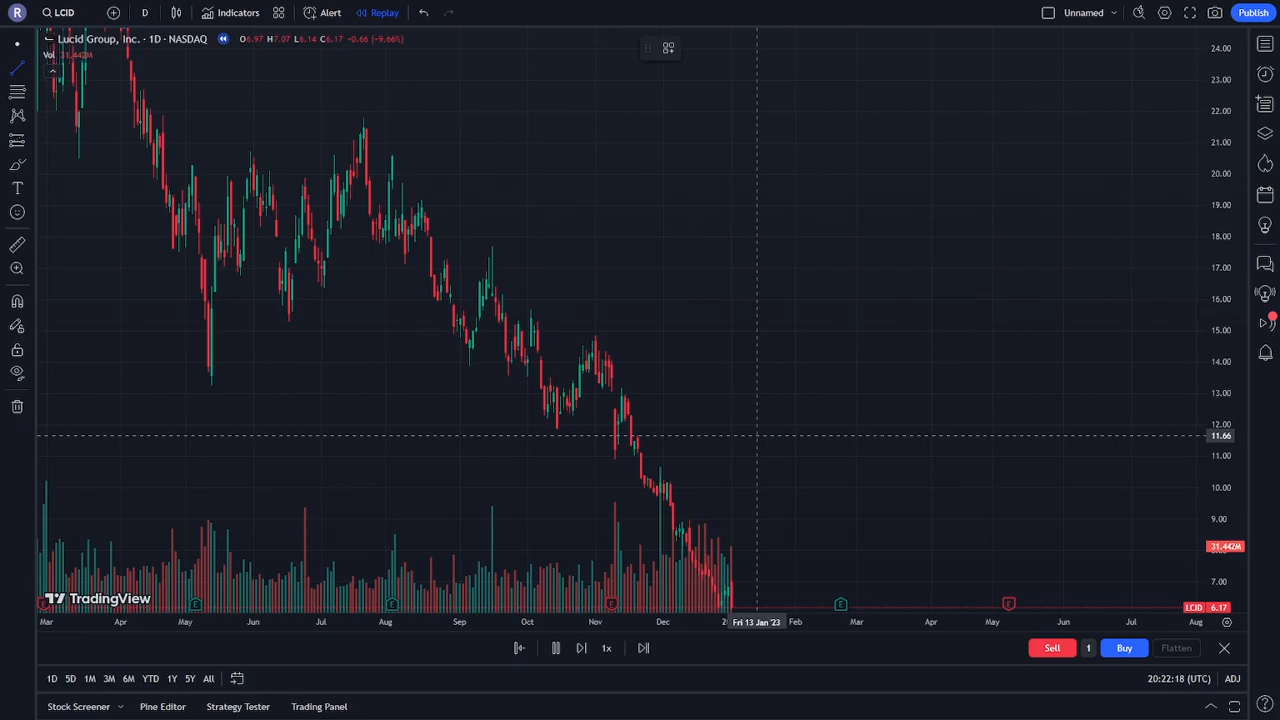 R LCID D Indicators Alert Replay Unnamed Publish
Lucid Group, Inc. · 1D · NASDAQ O6.97 H7.07 L6.14 C6.17 -0.66 (-9.66%)
Vol 31.442M
24.00
23.00
22.00
21.00
20.00
19.00
18.00
17.00
16.00
15.00
14.00
13.00
12.00
11.66
11.00
10.00
9.00
31.442M
7.00
TradingView
E E E E E E
LCID 6.17
Mar Apr May Jun Jul Aug Sep Oct Nov Dec Fri 13 Jan '23 Feb Mar Apr May Jun Jul Aug
1x Sell 1 Buy Flatten
1D 5D 1M 3M 6M YTD 1Y 5Y All 20:22:18 (UTC) ADJ
Stock Screener Pine Editor Strategy Tester Trading Panel